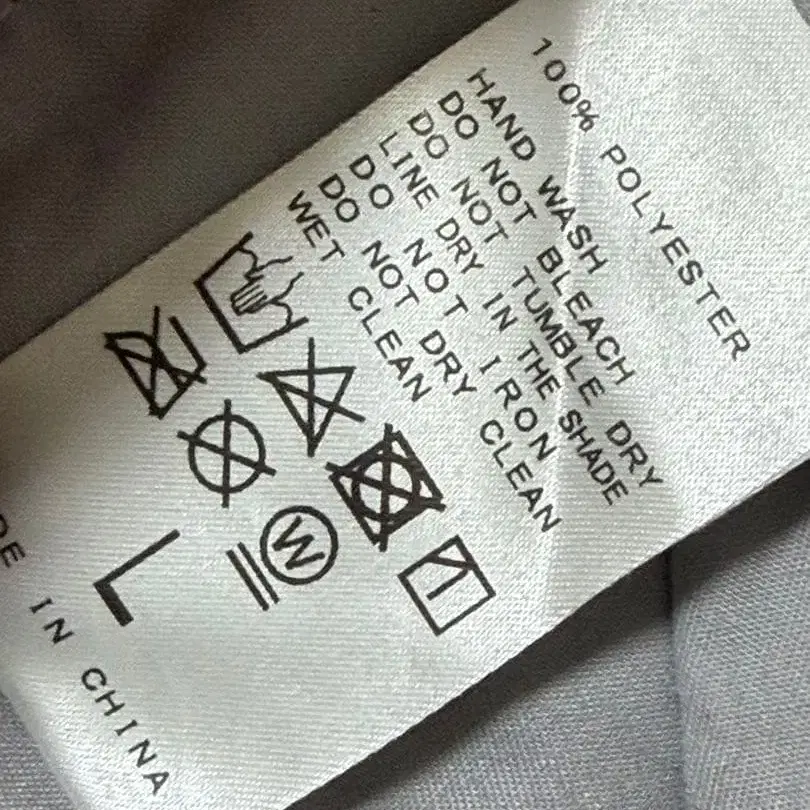 100% POLYESTER
HAND WASH
DO NOT BLEACH
DO NOT TUMBLE DRY
LINE DRY IN THE SHADE
DO NOT IRON
DO NOT DRY CLEAN
WET CLEAN
W
L
IN CHINA